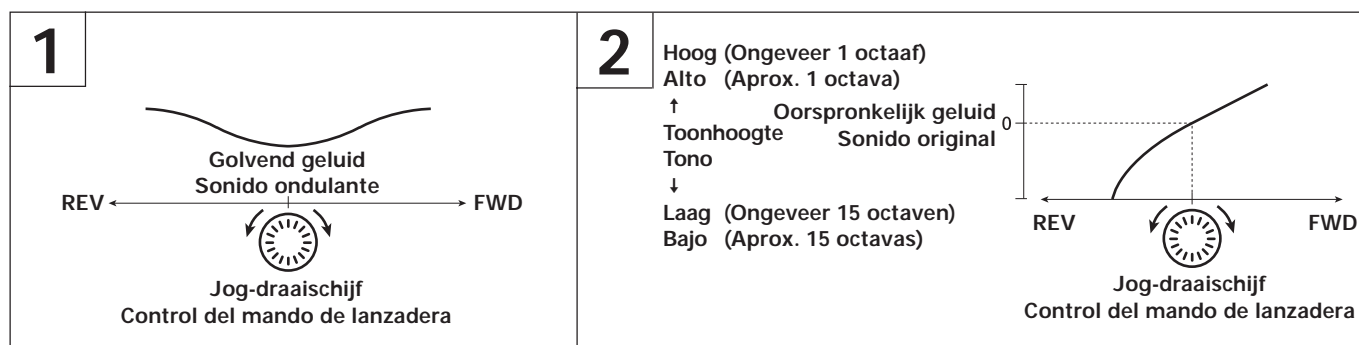 1
Golvend geluid
Sonido ondulante
REV
FWD
Jog-draaischijf
Control del mando de lanzadera
2
Hoog (Ongeveer 1 octaaf)
Alto (Aprox. 1 octava)
↑
Toonhoogte
Tono
↓
Laag (Ongeveer 15 octaven)
Bajo (Aprox. 15 octavas)
Oorspronkelijk geluid
Sonido original
0
REV
FWD
Jog-draaischijf
Control del mando de lanzadera